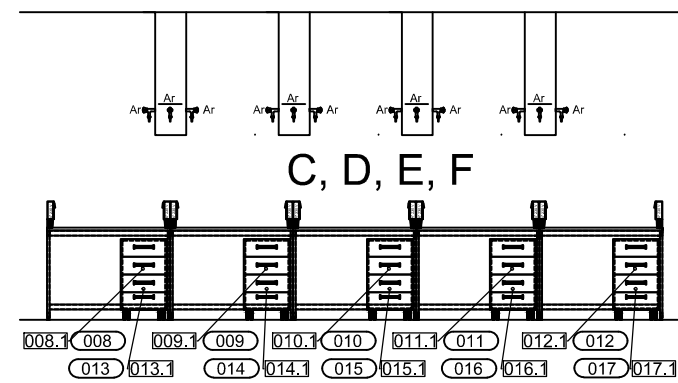 Ar Ar Ar Ar
Ar Ar Ar Ar Ar Ar Ar Ar
C, D, E, F
008.1 008 009.1 009 010.1 010 011.1 011 012.1 012
013 013.1 014 014.1 015 015.1 016 016.1 017 017.1